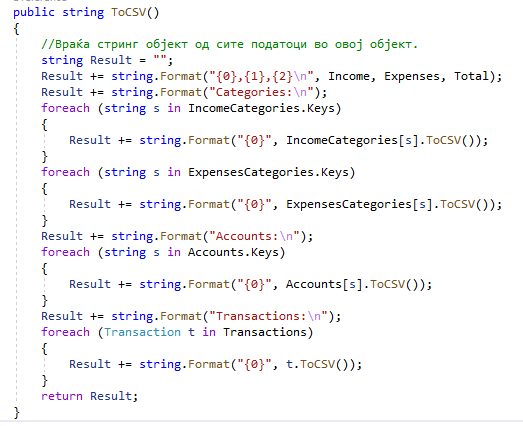 public string ToCSV()
{
//Враќа стринг објект од сите податоци во овој објект.
string Result = "";
Result += string.Format("{0},{1},{2}\n", Income, Expenses, Total);
Result += string.Format("Categories:\n");
foreach (string s in IncomeCategories.Keys)
{
Result += string.Format("{0}", IncomeCategories[s].ToCSV());
}
foreach (string s in ExpensesCategories.Keys)
{
Result += string.Format("{0}", ExpensesCategories[s].ToCSV());
}
Result += string.Format("Accounts:\n");
foreach (string s in Accounts.Keys)
{
Result += string.Format("{0}", Accounts[s].ToCSV());
}
Result += string.Format("Transactions:\n");
foreach (Transaction t in Transactions)
{
Result += string.Format("{0}", t.ToCSV());
}
return Result;
}